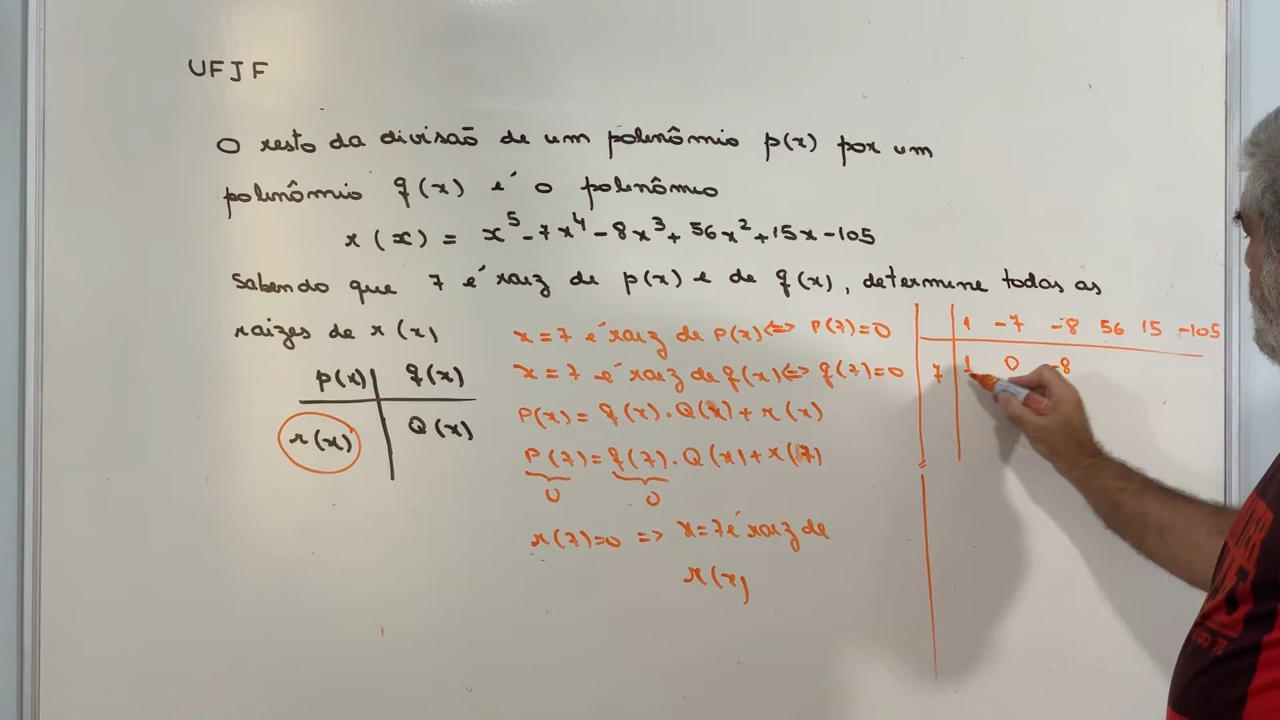 UFJF
O resto da divisão de um polinômio p(x) por um
polinômio q(x) é o polinômio
r(x) = x⁵-7x⁴-8x³+56x²+15x-105
Sabendo que 7 é raiz de p(x) e de q(x), determine todas as
raizes de r(x)
p(x) q(x)
r(x) Q(x)
x=7 é raiz de P(x)⇔P(7)=0
x=7 é raiz de q(x)⇔q(7)=0
P(x)=q(x).Q(x)+r(x)
P(7)=q(7).Q(x)+r(7)
0 0
r(7)=0 => x=7 é raiz de
r(x)
1 -7 -8 56 15 -105
7 1 0 -8